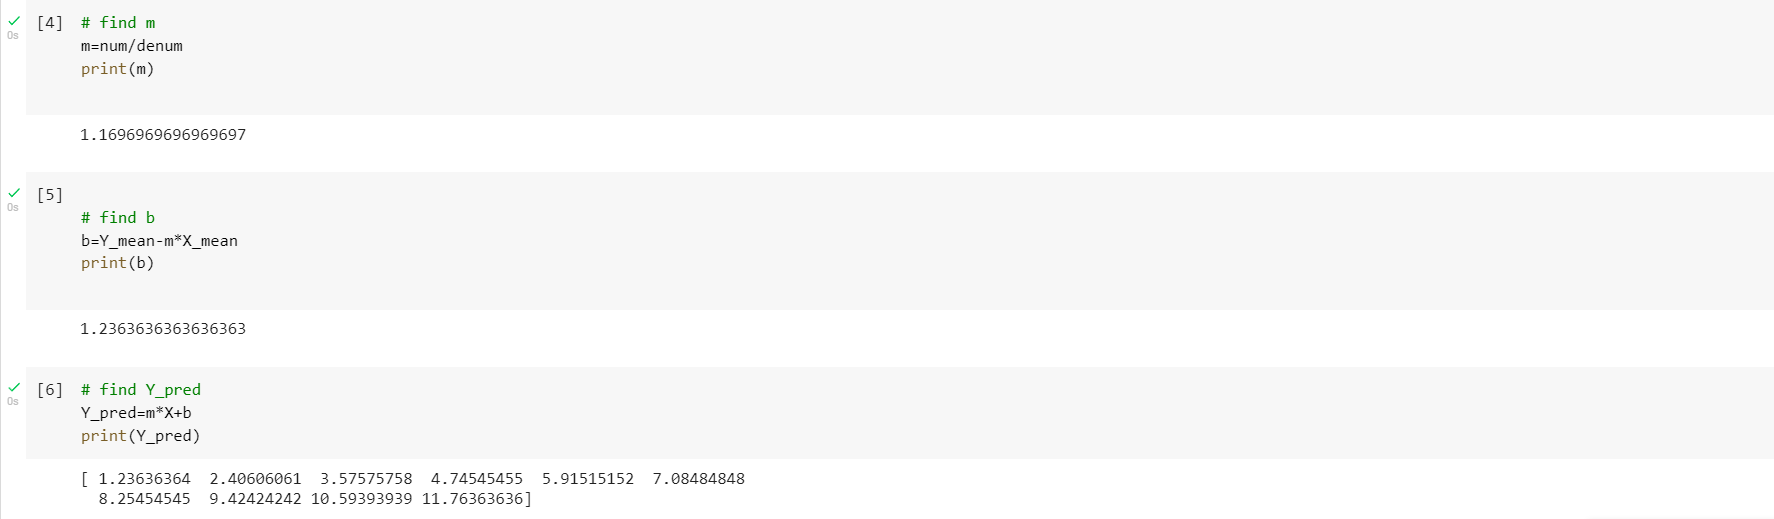 [4] # find m
0s
m=num/denum
print(m)
1.1696969696969697
[5]
0s
# find b
b=Y_mean-m*X_mean
print(b)
1.2363636363636363
[6] # find Y_pred
0s
Y_pred=m*X+b
print(Y_pred)
[ 1.23636364  2.40606061  3.57575758  4.74545455  5.91515152  7.08484848
  8.25454545  9.42424242 10.59393939 11.76363636]